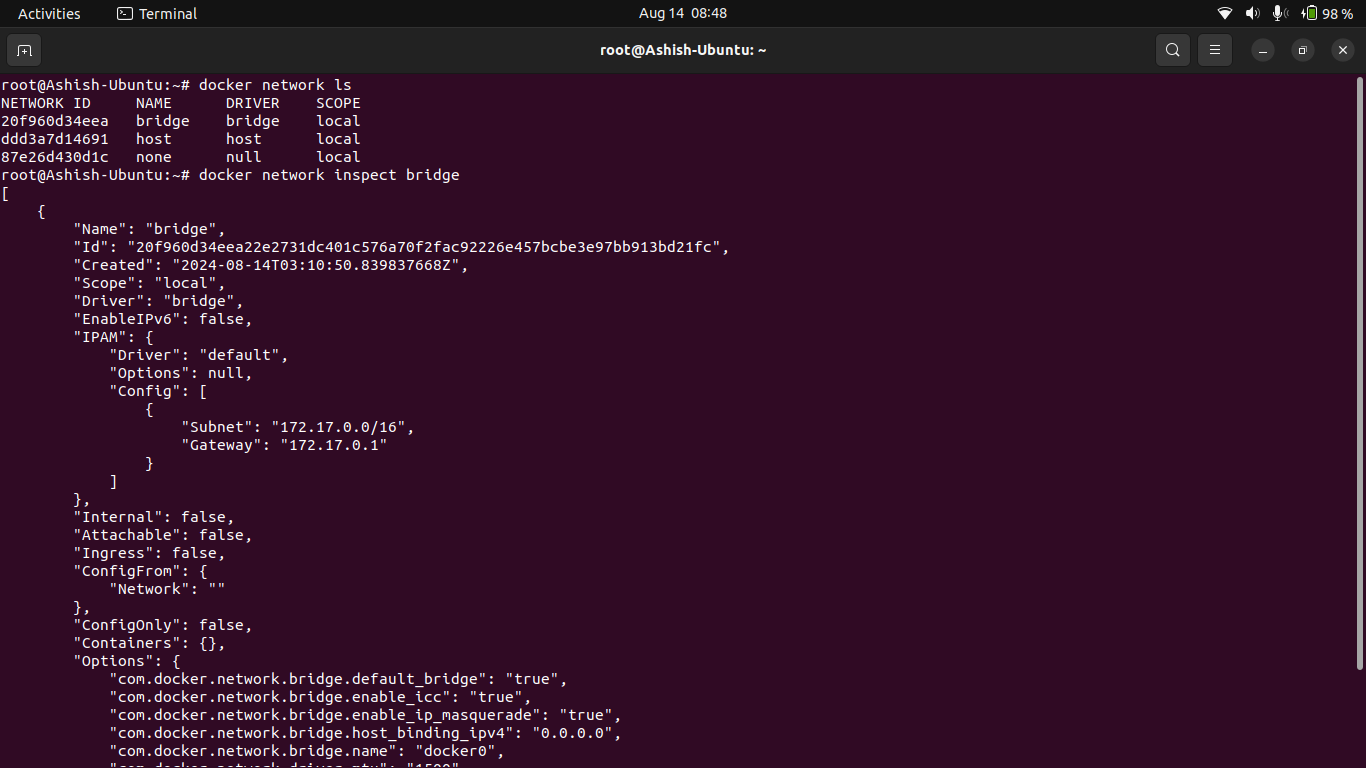 Activities Terminal Aug 14 08:48 98 %
root@Ashish-Ubuntu: ~
root@Ashish-Ubuntu:~# docker network ls
NETWORK ID     NAME      DRIVER    SCOPE
20f960d34eea   bridge    bridge    local
ddd3a7d14691   host      host      local
87e26d430d1c   none      null      local
root@Ashish-Ubuntu:~# docker network inspect bridge
[
    {
        "Name": "bridge",
        "Id": "20f960d34eea22e2731dc401c576a70f2fac92226e457bcbe3e97bb913bd21fc",
        "Created": "2024-08-14T03:10:50.839837668Z",
        "Scope": "local",
        "Driver": "bridge",
        "EnableIPv6": false,
        "IPAM": {
            "Driver": "default",
            "Options": null,
            "Config": [
                {
                    "Subnet": "172.17.0.0/16",
                    "Gateway": "172.17.0.1"
                }
            ]
        },
        "Internal": false,
        "Attachable": false,
        "Ingress": false,
        "ConfigFrom": {
            "Network": ""
        },
        "ConfigOnly": false,
        "Containers": {},
        "Options": {
            "com.docker.network.bridge.default_bridge": "true",
            "com.docker.network.bridge.enable_icc": "true",
            "com.docker.network.bridge.enable_ip_masquerade": "true",
            "com.docker.network.bridge.host_binding_ipv4": "0.0.0.0",
            "com.docker.network.bridge.name": "docker0",
            "com.docker.network.driver.mtu": "1500"